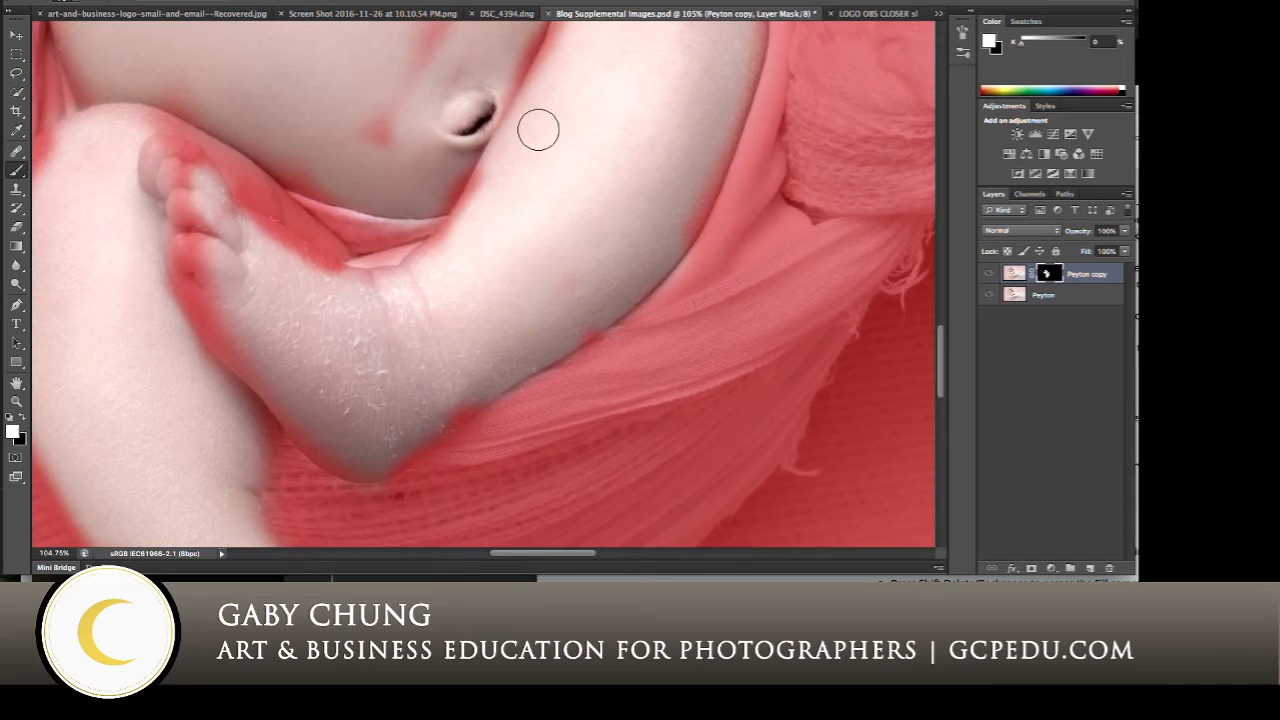 art-and-business-logo-small-and-email--Recovered.jpg
Screen Shot 2016-11-26 at 10.10.54 PM.png
DSC_4394.dng
Blog Supplemental Images.psd @ 105% (Peyton copy, Layer Mask/8) *
LOGO OBS CLOSER sl
Color
Swatches
K
0
%
Adjustments
Styles
Add an adjustment
Layers
Channels
Paths
Kind
Normal
Opacity: 100%
Lock:
Fill: 100%
Peyton copy
Peyton
104.75%
sRGB IEC61966-2.1 (8bpc)
Mini Bridge
GABY CHUNG
ART & BUSINESS EDUCATION FOR PHOTOGRAPHERS | GCPEDU.COM